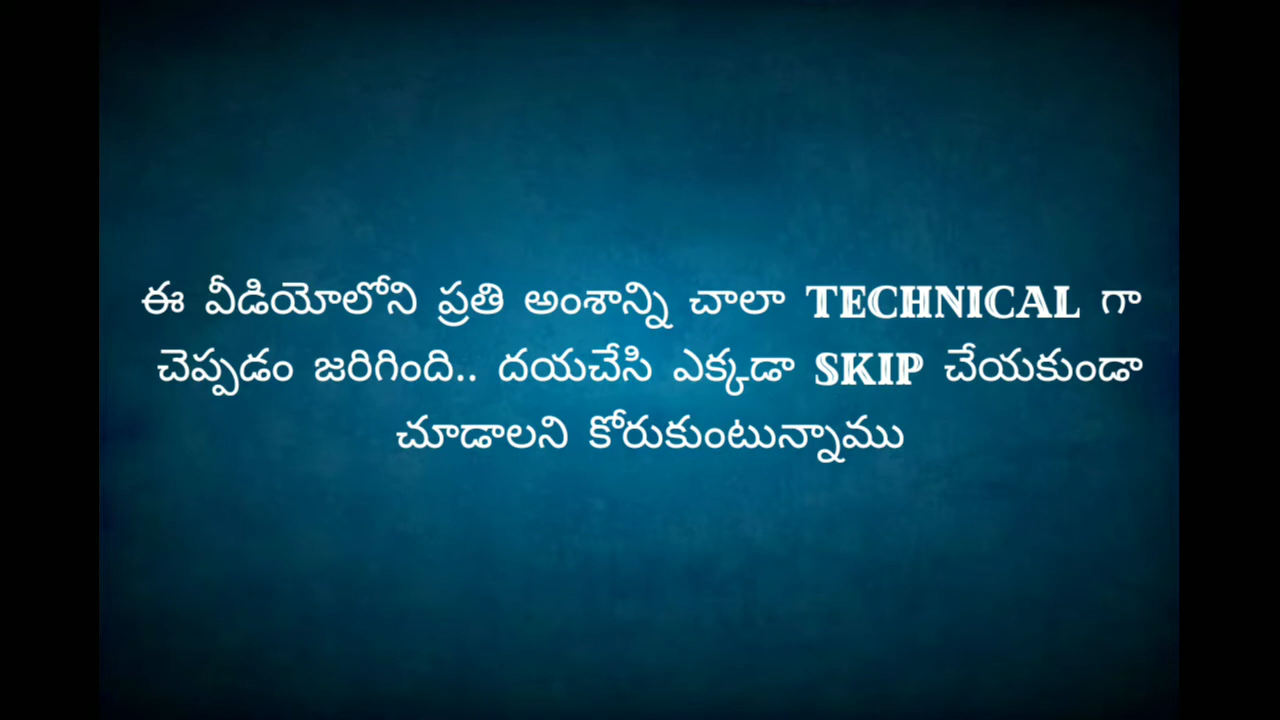 ఈ వీడియోలోని ప్రతి అంశాన్ని చాలా TECHNICAL గా
చెప్పడం జరిగింది.. దయచేసి ఎక్కడా SKIP చేయకుండా
చూడాలని కోరుకుంటున్నాము